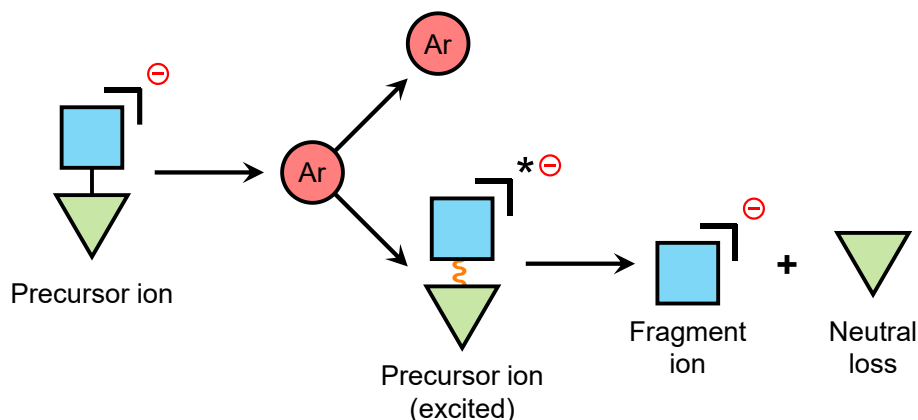 Ar
⊖
Ar
*⊖
⊖
+
Precursor ion
Fragment
ion
Neutral
loss
Precursor ion
(excited)